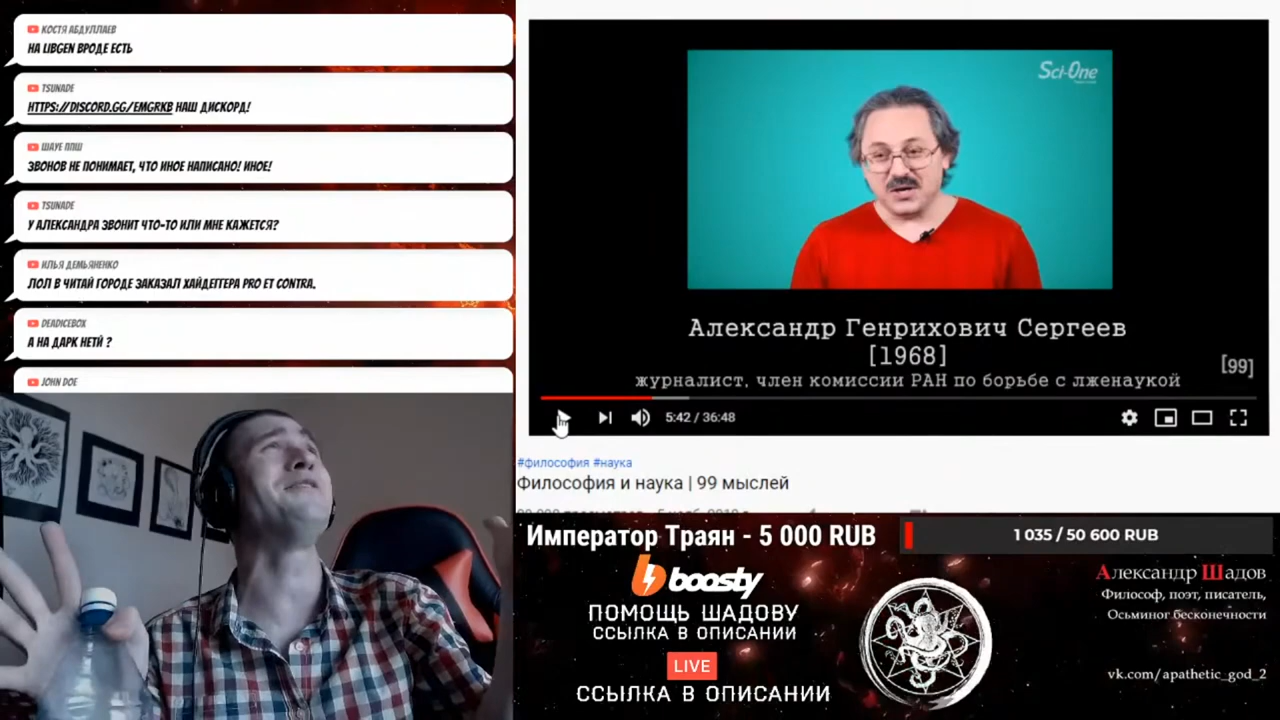 КОСТЯ АБДУЛЛАЕВ
НА LIBGEN ВРОДЕ ЕСТЬ
TSUNADE
HTTPS://DISCORD.GG/EMGRKB НАШ ДИСКОРД!
ШАУЕ ППШ
ЗВОНОВ НЕ ПОНИМАЕТ, ЧТО ИНОЕ НАПИСАНО! ИНОЕ!
TSUNADE
У АЛЕКСАНДРА ЗВОНИТ ЧТО-ТО ИЛИ МНЕ КАЖЕТСЯ?
ИЛЬЯ ДЕМЬЯНЕНКО
ЛОЛ В ЧИТАЙ ГОРОДЕ ЗАКАЗАЛ ХАЙДЕГГЕРА PRO ET CONTRA.
DEADICEBOX
А НА ДАРК НЕТЙ ?
JOHN DOE
Sci-One
Александр Генрихович Сергеев
[1968]
[99]
журналист, член комиссии РАН по борьбе с лженаукой
5:42 / 36:48
#философия #наука
Философия и наука | 99 мыслей
Император Траян - 5 000 RUB
1 035 / 50 600 RUB
boosty
ПОМОЩЬ ШАДОВУ
ССЫЛКА В ОПИСАНИИ
LIVE
ССЫЛКА В ОПИСАНИИ
Александр Шадов
Философ, поэт, писатель,
Осьминог бесконечности
vk.com/apathetic_god_2